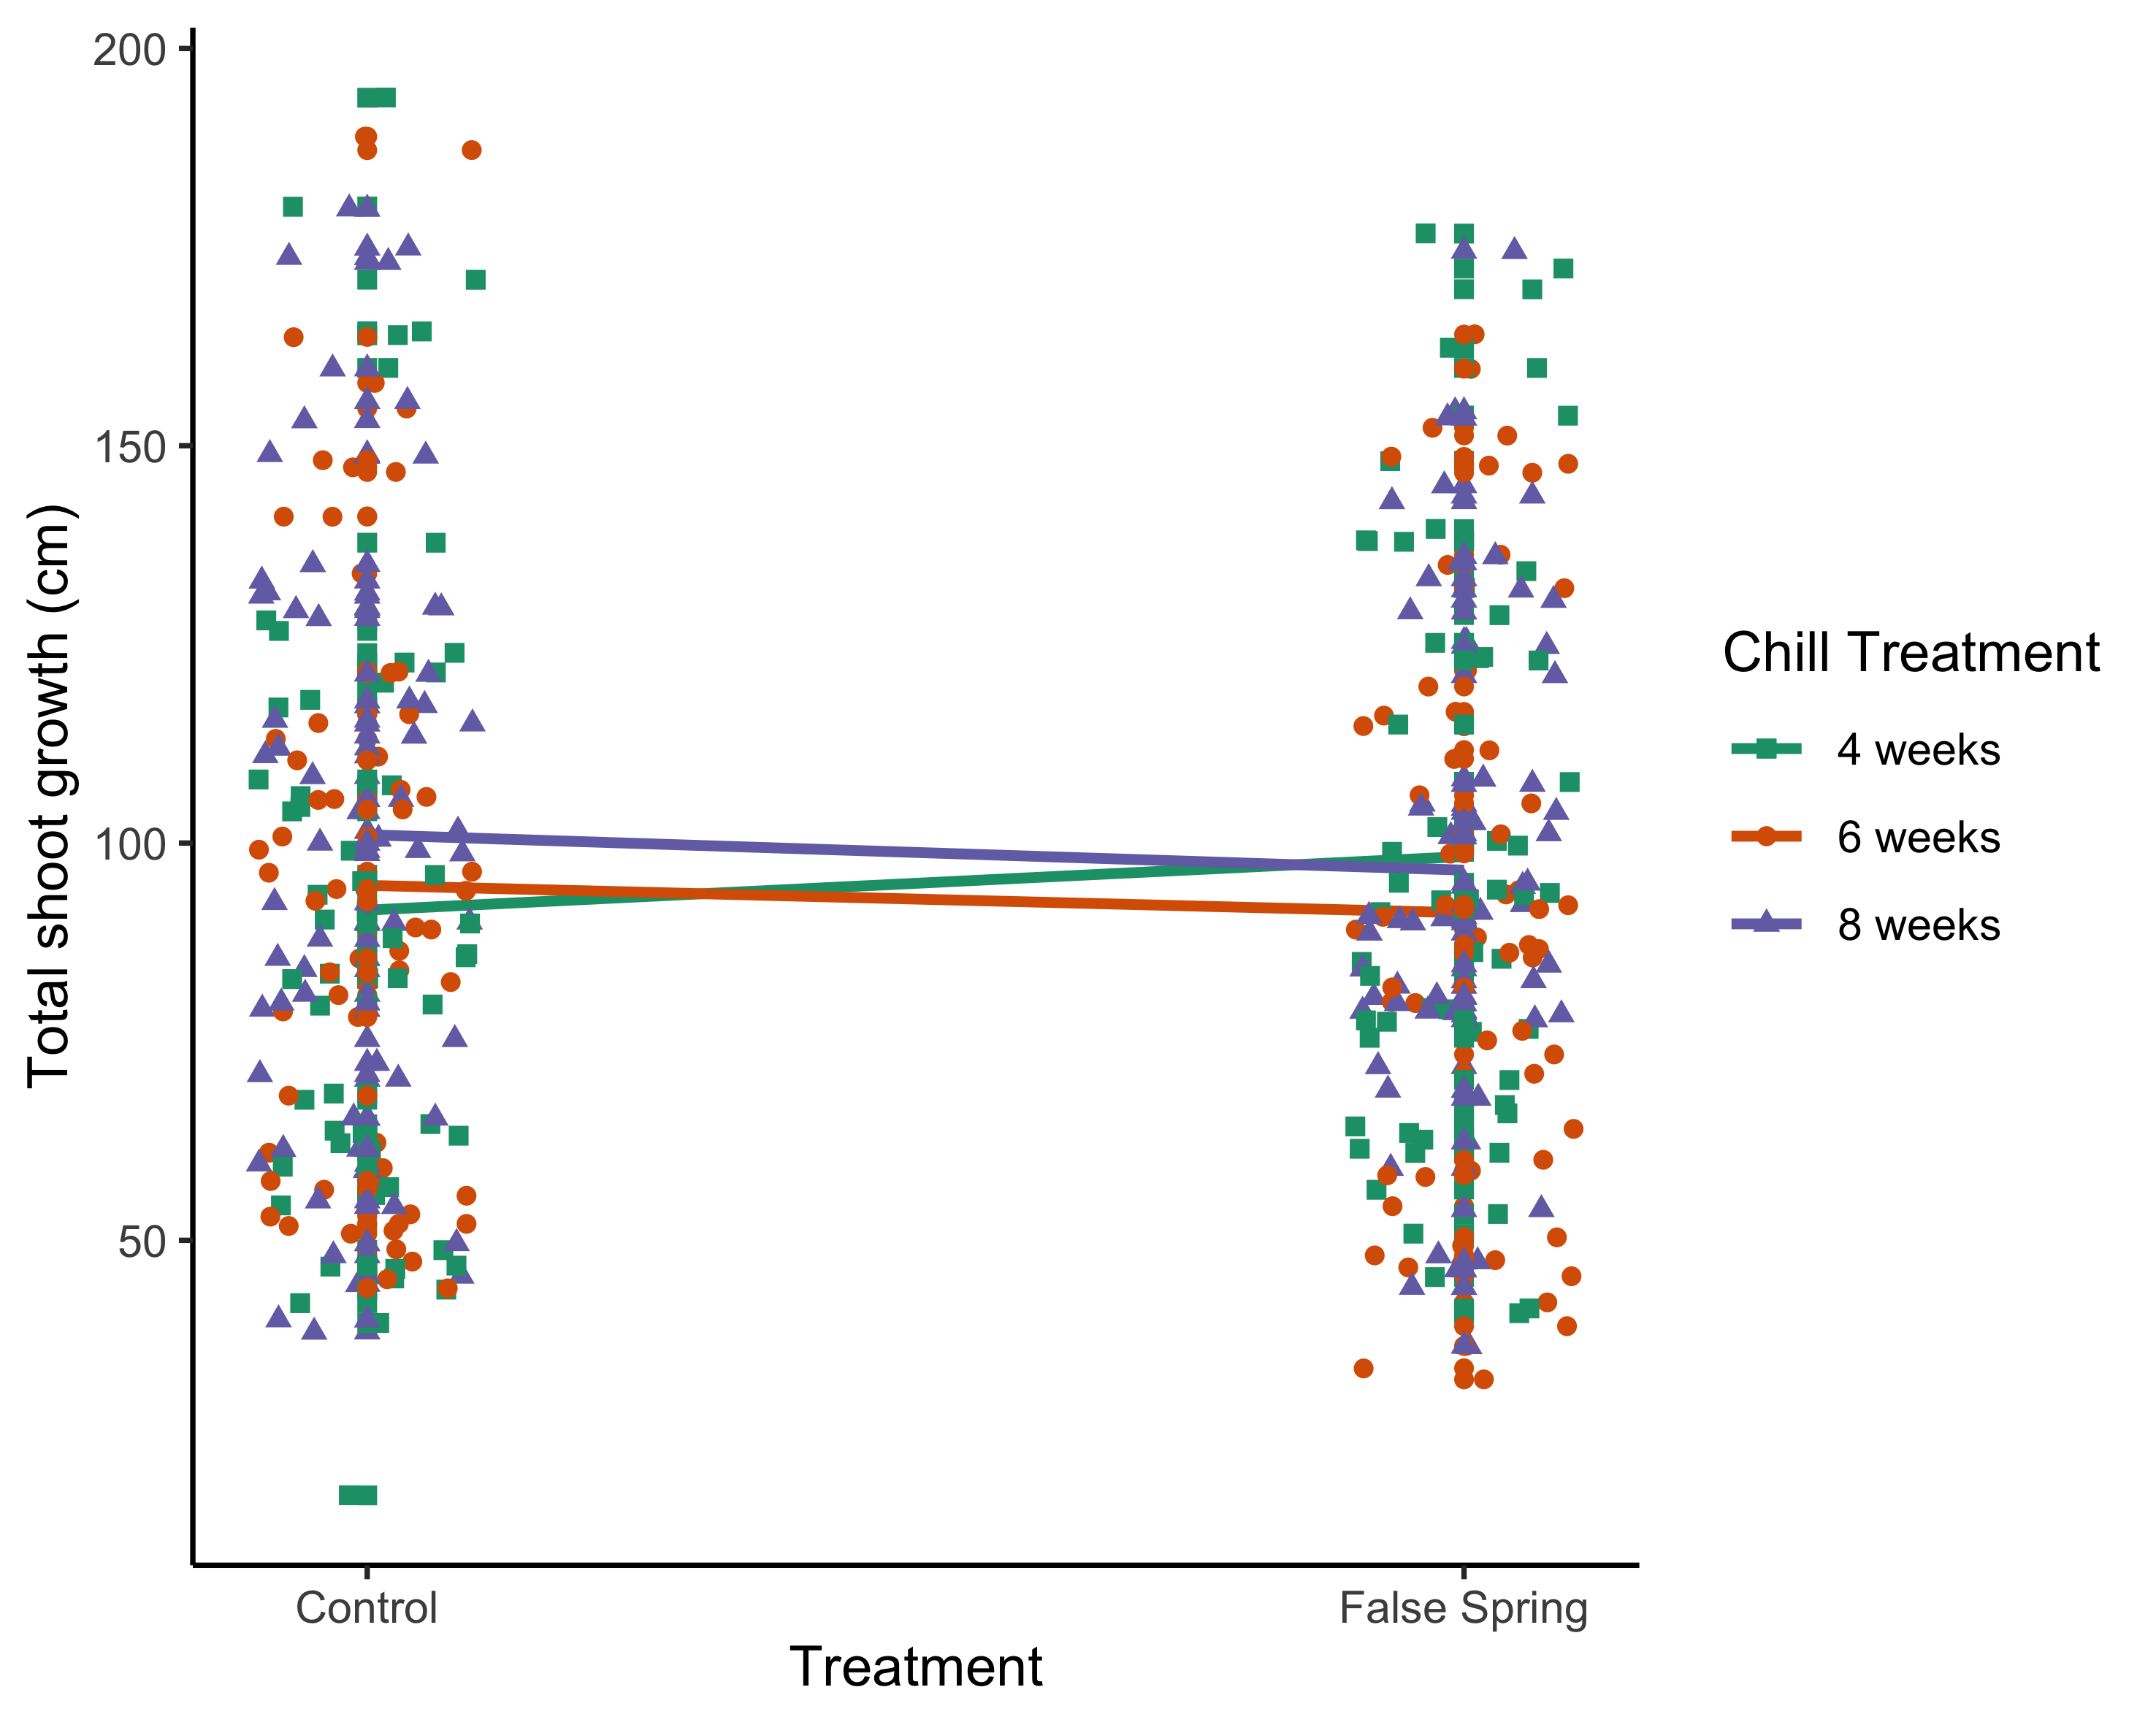 200
150
100
50
Total shoot growth (cm)
Control
False Spring
Treatment
Chill Treatment
4 weeks
6 weeks
8 weeks